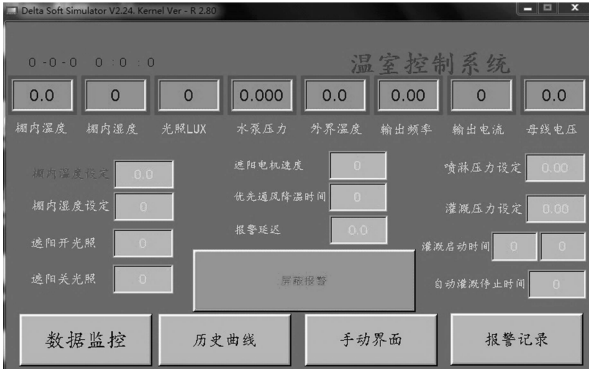 Delta Soft Simulator V2.24. Kernel Ver - R 2.80
0-0-0 0:0:0 温室控制系统
0.0 0 0 0.000 0.0 0.00 0 0.0
棚内温度 棚内湿度 光照LUX 水泵压力 外界温度 输出频率 输出电流 母线电压
棚内温度设定 0.0 遮阳电机速度 0 喷淋压力设定 0.00
棚内湿度设定 0 优先通风降温时间 0 灌溉压力设定 0.00
遮阳开光照 0 报警延迟 0.0 灌溉启动时间 0 0
遮阳关光照 0 屏蔽报警 自动灌溉停止时间 0
数据监控 历史曲线 手动界面 报警记录